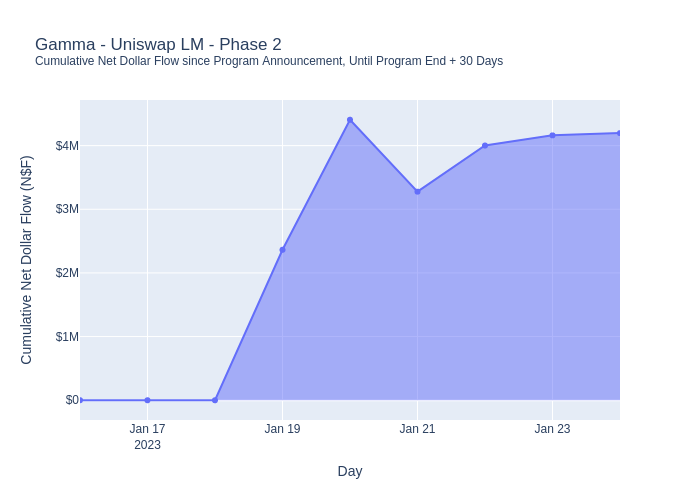 Gamma - Uniswap LM - Phase 2
Cumulative Net Dollar Flow since Program Announcement, Until Program End + 30 Days
Cumulative Net Dollar Flow (N$F)
$4M
$3M
$2M
$1M
$0
Jan 17
2023
Jan 19
Jan 21
Jan 23
Day